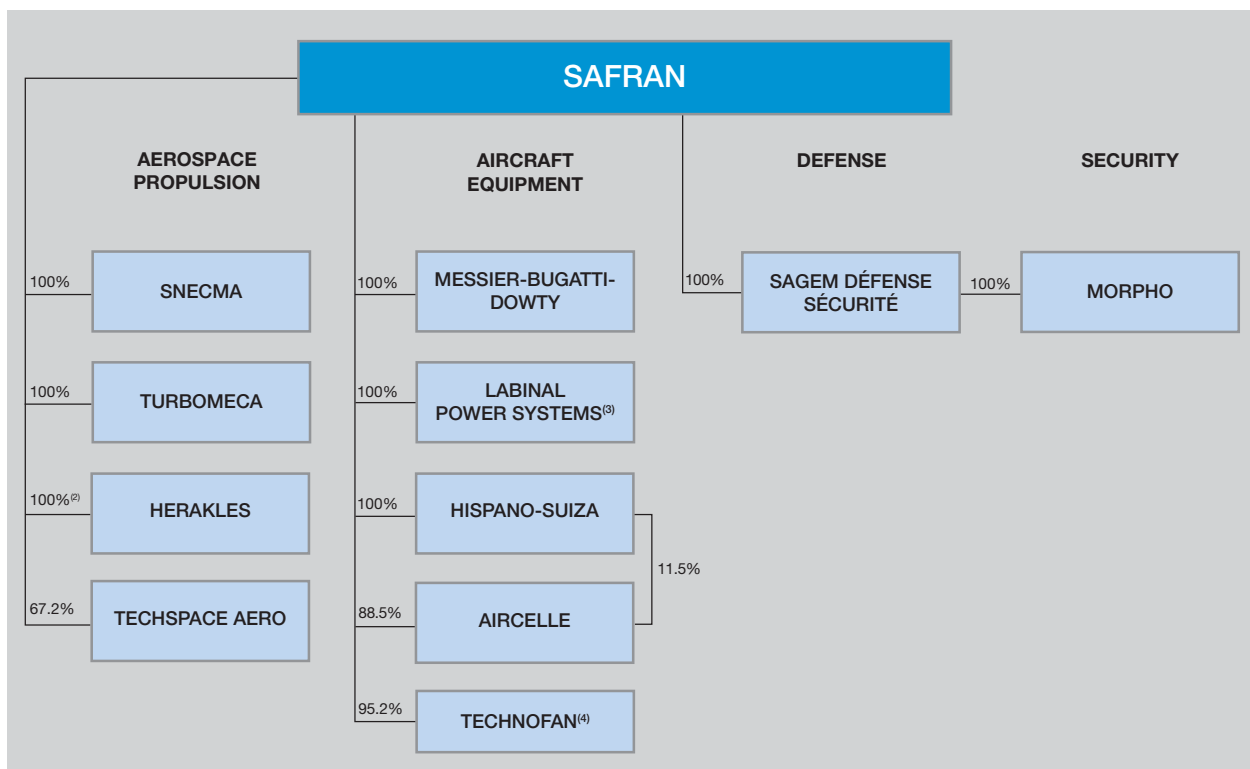 SAFRAN
AEROSPACE
PROPULSION
AIRCRAFT
EQUIPMENT
DEFENSE
SECURITY
100%
SNECMA
100%
MESSIER-BUGATTI-
DOWTY
100%
SAGEM DÉFENSE
SÉCURITÉ
100%
MORPHO
100%
TURBOMECA
100%
LABINAL
POWER SYSTEMS(3)
100%(2)
HERAKLES
100%
HISPANO-SUIZA
11.5%
67.2%
TECHSPACE AERO
88.5%
AIRCELLE
95.2%
TECHNOFAN(4)